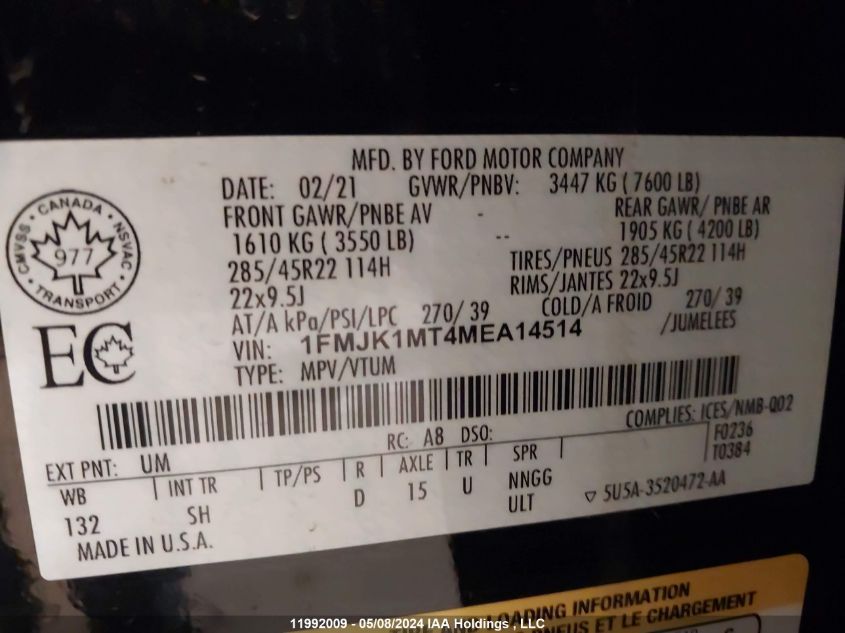 MFD. BY FORD MOTOR COMPANY
DATE: 02/21 GVWR/PNBV: 3447 KG ( 7600 LB)
FRONT GAWR/PNBE AV - REAR GAWR/ PNBE AR
1610 KG ( 3550 LB) -- 1905 KG ( 4200 LB)
285/45R22 114H TIRES/PNEUS 285/45R22 114H
22x9.5J RIMS/JANTES 22x9.5J
AT/A kPa/PSI/LPC 270/ 39 COLD/A FROID 270/ 39
VIN: 1FMJK1MT4MEA14514 /JUMELEES
TYPE: MPV/VTUM
CANADA
CMVSS NSVAC
977
TRANSPORT
EC
COMPLIES: ICES/NMB-002
RC: A8 DSO: F0236
T0384
EXT PNT: UM
WB INT TR TP/PS R AXLE TR SPR
132 SH D 15 U NNGG
ULT 5U5A-3520472-AA
MADE IN U.S.A.
TIRE AND LOADING INFORMATION
PNEUS ET LE CHARGEMENT
11992009 - 05/08/2024 IAA Holdings , LLC